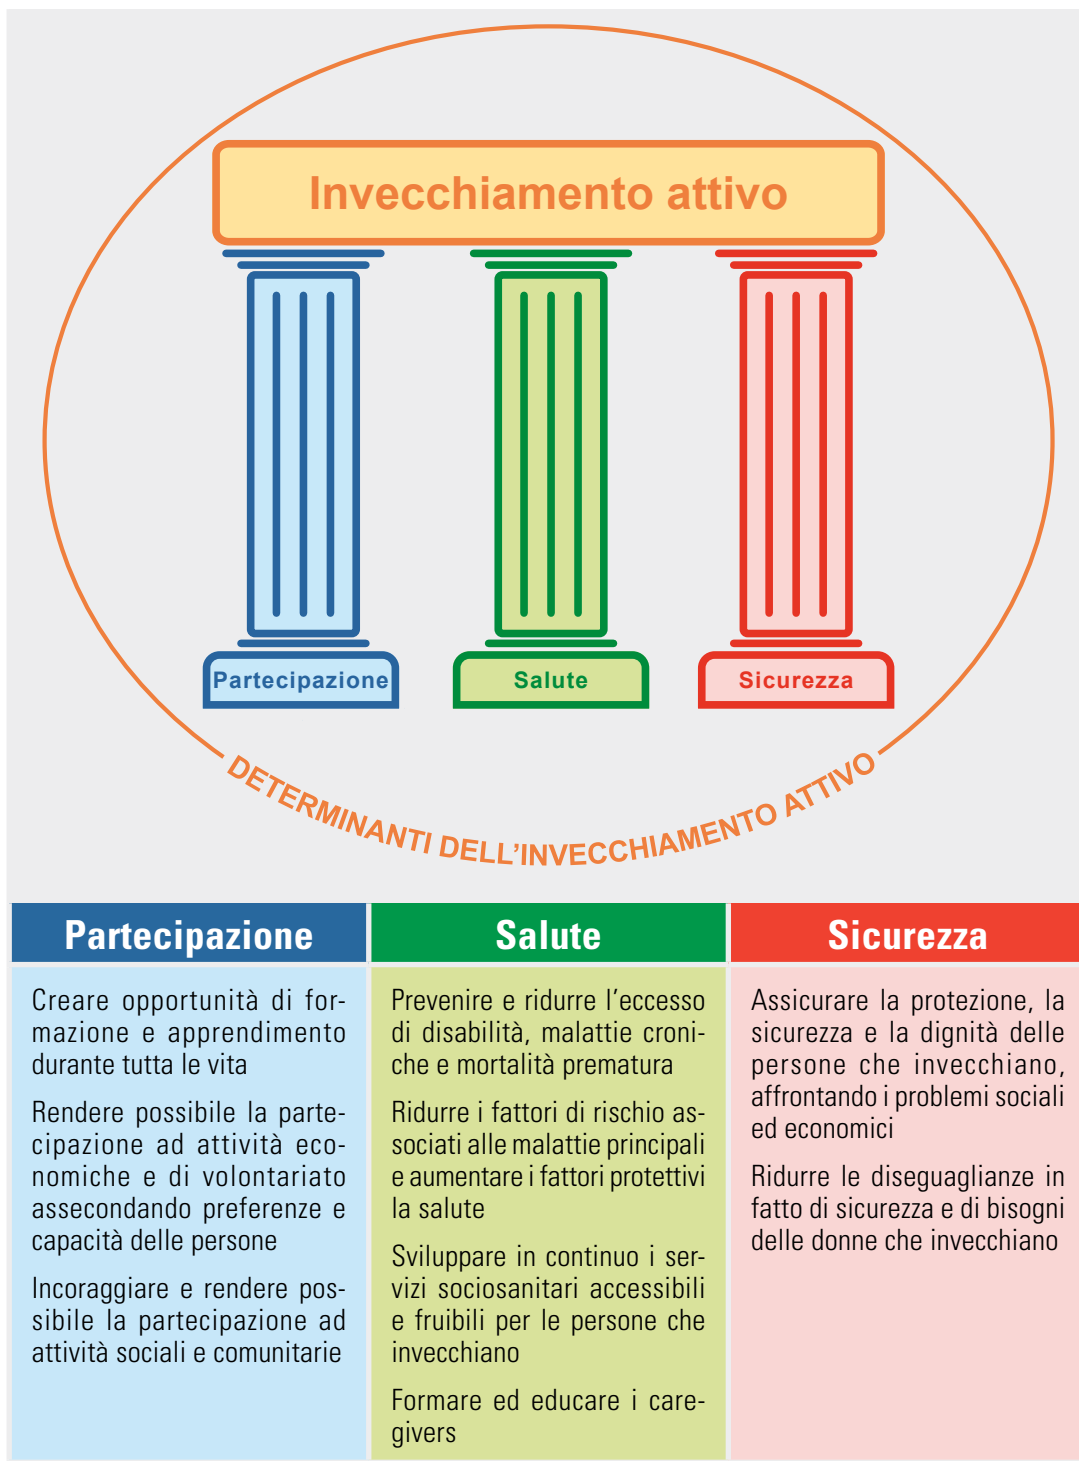 Invecchiamento attivo
Partecipazione
Salute
Sicurezza
DETERMINANTI DELL'INVECCHIAMENTO ATTIVO
Partecipazione
Creare opportunità di for-
mazione e apprendimento
durante tutta le vita
Rendere possibile la parte-
cipazione ad attività eco-
nomiche e di volontariato
assecondando preferenze e
capacità delle persone
Incoraggiare e rendere pos-
sibile la partecipazione ad
attività sociali e comunitarie
Salute
Prevenire e ridurre l'eccesso
di disabilità, malattie croni-
che e mortalità prematura
Ridurre i fattori di rischio as-
sociati alle malattie principali
e aumentare i fattori protettivi
la salute
Sviluppare in continuo i ser-
vizi sociosanitari accessibili
e fruibili per le persone che
invecchiano
Formare ed educare i care-
givers
Sicurezza
Assicurare la protezione, la
sicurezza e la dignità delle
persone che invecchiano,
affrontando i problemi sociali
ed economici
Ridurre le diseguaglianze in
fatto di sicurezza e di bisogni
delle donne che invecchiano